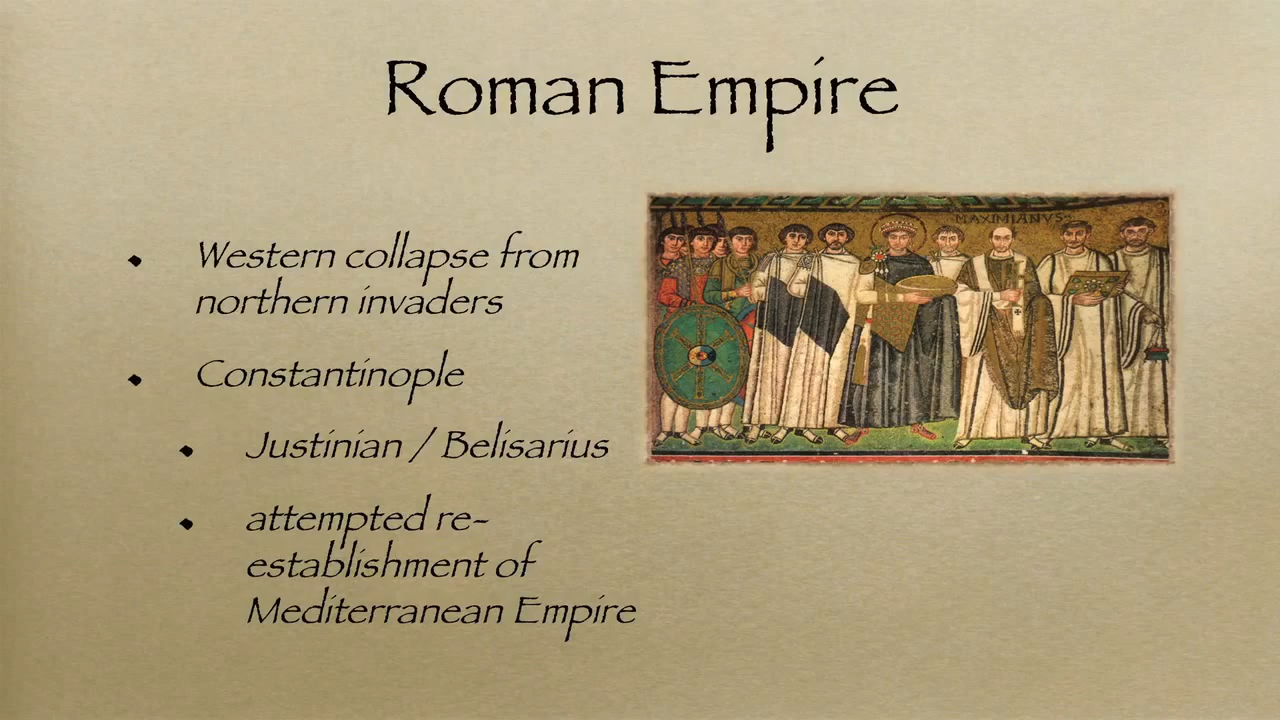 Roman Empire
Western collapse from
northern invaders
Constantinople
Justinian / Belisarius
attempted re-
establishment of
Mediterranean Empire
MAXIMIANVS